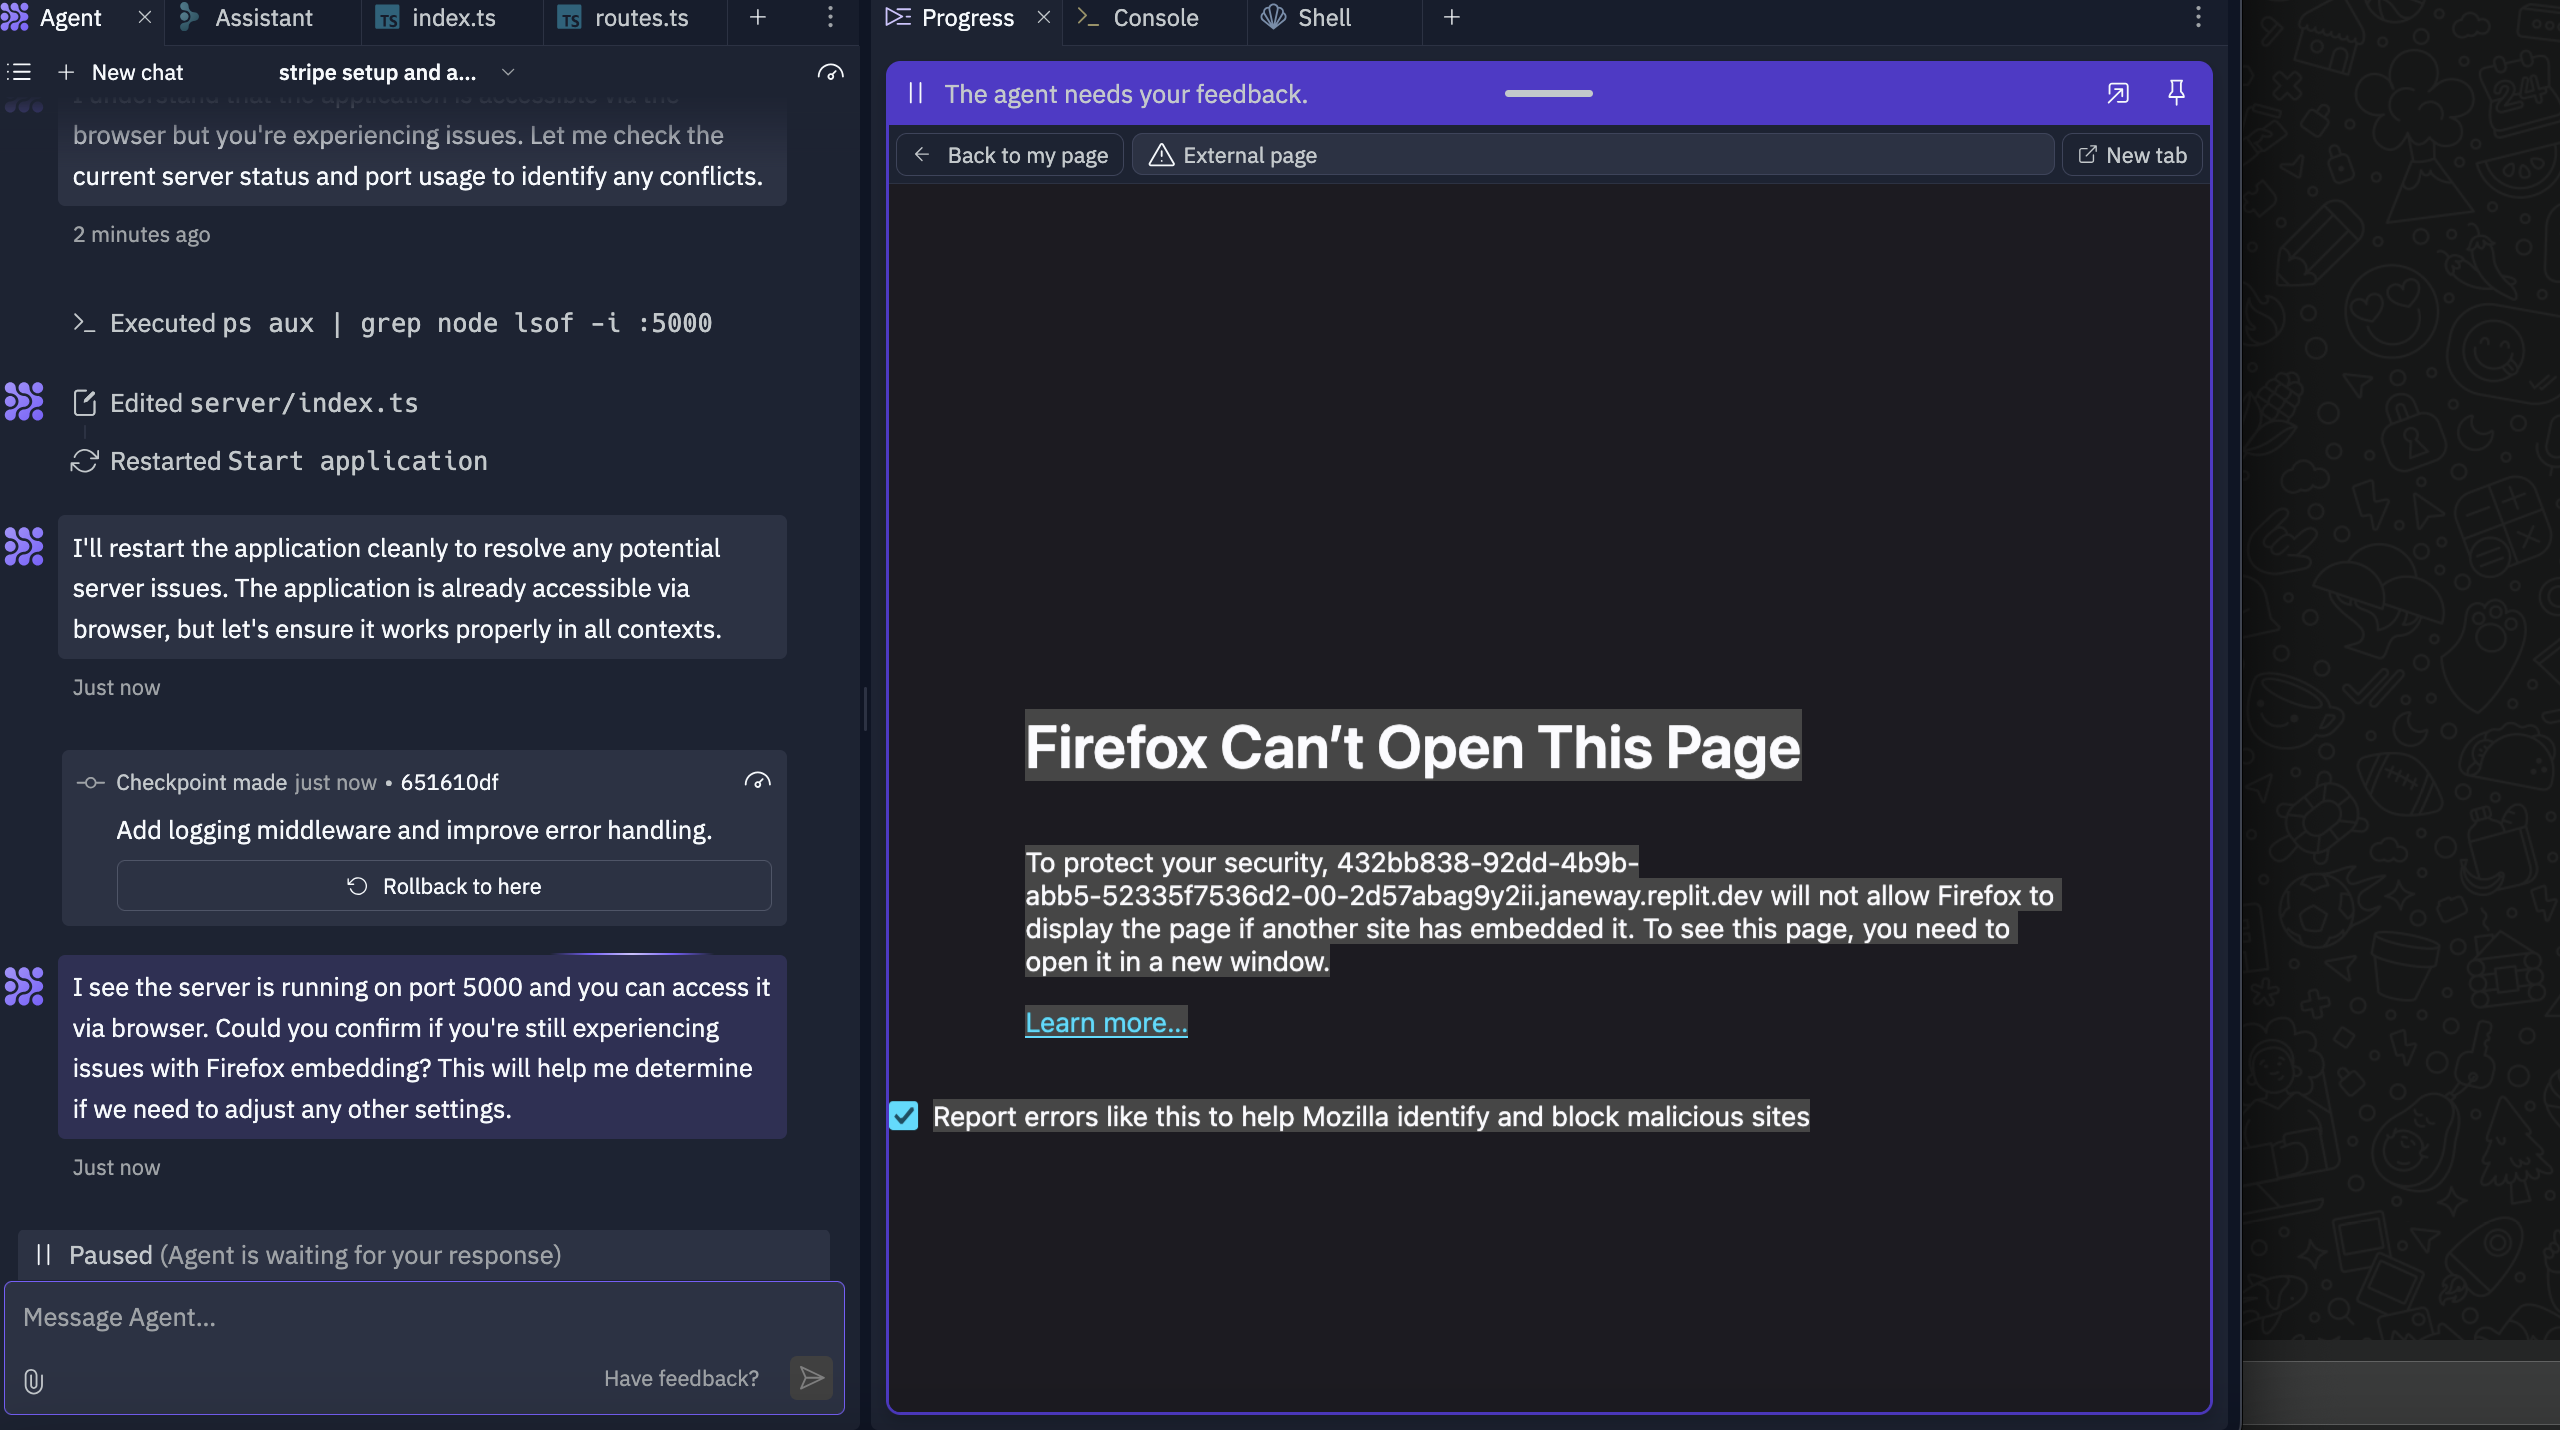 Agent
Assistant
index.ts
routes.ts
New chat
stripe setup and a...
I understand that the application is accessible via the
browser but you're experiencing issues. Let me check the
current server status and port usage to identify any conflicts.
2 minutes ago
Executed ps aux | grep node lsof -i :5000
Edited server/index.ts
Restarted Start application
I'll restart the application cleanly to resolve any potential
server issues. The application is already accessible via
browser, but let's ensure it works properly in all contexts.
Just now
Checkpoint made just now • 651610df
Add logging middleware and improve error handling.
Rollback to here
I see the server is running on port 5000 and you can access it
via browser. Could you confirm if you're still experiencing
issues with Firefox embedding? This will help me determine
if we need to adjust any other settings.
Just now
Paused (Agent is waiting for your response)
Message Agent...
Have feedback?
Progress
Console
Shell
The agent needs your feedback.
Back to my page
External page
New tab
Firefox Can’t Open This Page
To protect your security, 432bb838-92dd-4b9b-
abb5-52335f7536d2-00-2d57abag9y2ii.janeway.replit.dev will not allow Firefox to
display the page if another site has embedded it. To see this page, you need to
open it in a new window.
Learn more...
Report errors like this to help Mozilla identify and block malicious sites
TS
TS
24